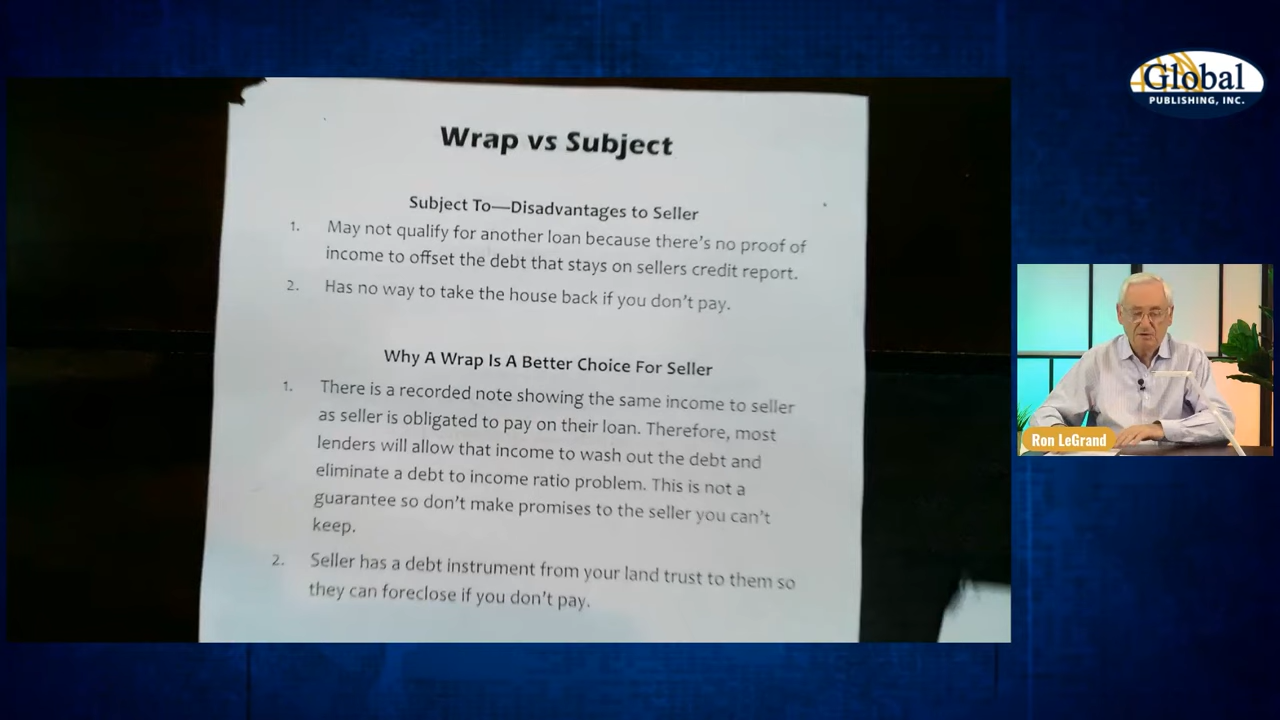 Global
PUBLISHING, INC.
Wrap vs Subject
Subject To—Disadvantages to Seller
1. May not qualify for another loan because there's no proof of
income to offset the debt that stays on sellers credit report.
2. Has no way to take the house back if you don't pay.
Why A Wrap Is A Better Choice For Seller
1. There is a recorded note showing the same income to seller
as seller is obligated to pay on their loan. Therefore, most
lenders will allow that income to wash out the debt and
eliminate a debt to income ratio problem. This is not a
guarantee so don't make promises to the seller you can't
keep.
2. Seller has a debt instrument from your land trust to them so
they can foreclose if you don't pay.
Ron LeGrand